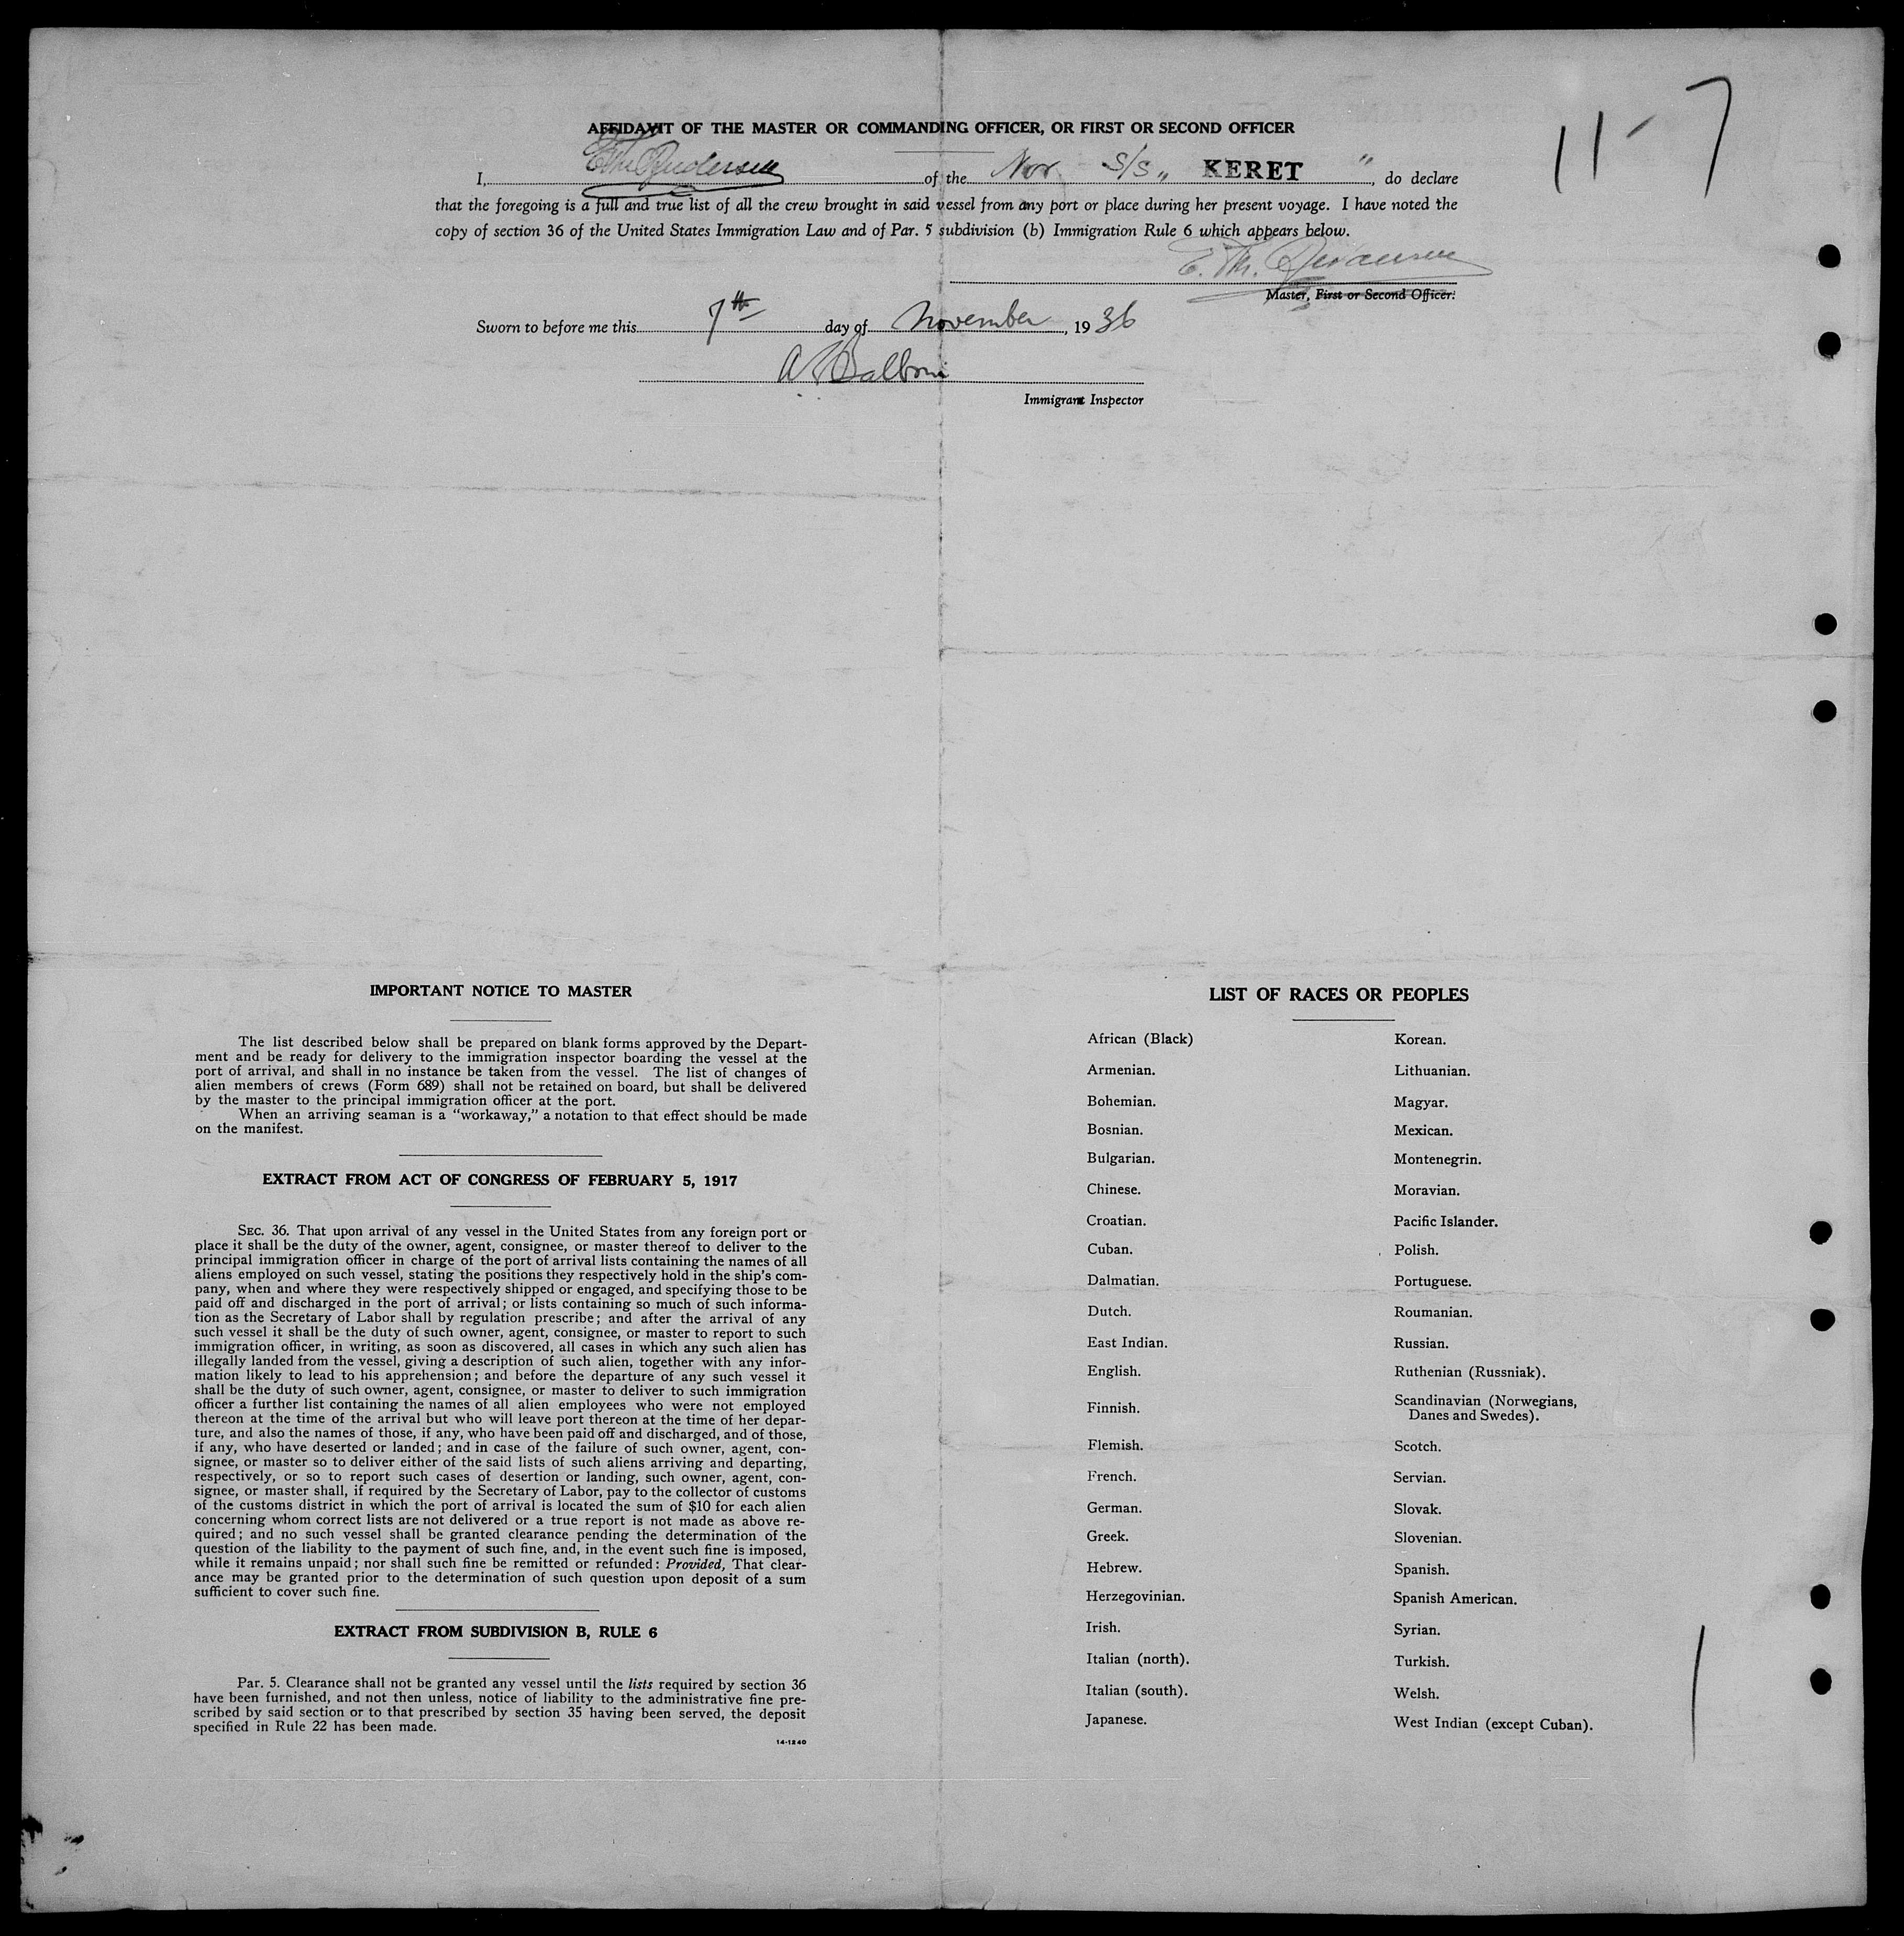 11-7
AFFIDAVIT OF THE MASTER OR COMMANDING OFFICER, OR FIRST OR SECOND OFFICER
I, E. Th. Andersen of the Nor S/S „ KERET ", do declare
that the foregoing is a full and true list of all the crew brought in said vessel from any port or place during her present voyage. I have noted the
copy of section 36 of the United States Immigration Law and of Par. 5 subdivision (b) Immigration Rule 6 which appears below.
E. Th. Andersen
Master, First or Second Officer.
Sworn to before me this 7th day of November, 1936
Immigrant Inspector
IMPORTANT NOTICE TO MASTER
The list described below shall be prepared on blank forms approved by the Depart-
ment and be ready for delivery to the immigration inspector boarding the vessel at the
port of arrival, and shall in no instance be taken from the vessel. The list of changes of
alien members of crews (Form 689) shall not be retained on board, but shall be delivered
by the master to the principal immigration officer at the port.
When an arriving seaman is a "workaway," a notation to that effect should be made
on the manifest.
EXTRACT FROM ACT OF CONGRESS OF FEBRUARY 5, 1917
SEC. 36. That upon arrival of any vessel in the United States from any foreign port or
place it shall be the duty of the owner, agent, consignee, or master thereof to deliver to the
principal immigration officer in charge of the port of arrival lists containing the names of all
aliens employed on such vessel, stating the positions they respectively hold in the ship's com-
pany, when and where they were respectively shipped or engaged, and specifying those to be
paid off and discharged in the port of arrival; or lists containing so much of such informa-
tion as the Secretary of Labor shall by regulation prescribe; and after the arrival of any
such vessel it shall be the duty of such owner, agent, consignee, or master to report to such
immigration officer, in writing, as soon as discovered, all cases in which any such alien has
illegally landed from the vessel, giving a description of such alien, together with any infor-
mation likely to lead to his apprehension; and before the departure of any such vessel it
shall be the duty of such owner, agent, consignee, or master to deliver to such immigration
officer a further list containing the names of all alien employees who were not employed
thereon at the time of the arrival but who will leave port thereon at the time of her depar-
ture, and also the names of those, if any, who have been paid off and discharged, and of those,
if any, who have deserted or landed; and in case of the failure of such owner, agent, con-
signee, or master so to deliver either of the said lists of such aliens arriving and departing,
respectively, or so to report such cases of desertion or landing, such owner, agent, con-
signee, or master shall, if required by the Secretary of Labor, pay to the collector of customs
of the customs district in which the port of arrival is located the sum of $10 for each alien
concerning whom correct lists are not delivered or a true report is not made as above re-
quired; and no such vessel shall be granted clearance pending the determination of the
question of the liability to the payment of such fine, and, in the event such fine is imposed,
while it remains unpaid; nor shall such fine be remitted or refunded: Provided, That clear-
ance may be granted prior to the determination of such question upon deposit of a sum
sufficient to cover such fine.
EXTRACT FROM SUBDIVISION B, RULE 6
Par. 5. Clearance shall not be granted any vessel until the lists required by section 36
have been furnished, and not then unless, notice of liability to the administrative fine pre-
scribed by said section or to that prescribed by section 35 having been served, the deposit
specified in Rule 22 has been made.
14-1240
LIST OF RACES OR PEOPLES
African (Black)
Armenian.
Bohemian.
Bosnian.
Bulgarian.
Chinese.
Croatian.
Cuban.
Dalmatian.
Dutch.
East Indian.
English.
Finnish.
Flemish.
French.
German.
Greek.
Hebrew.
Herzegovinian.
Irish.
Italian (north).
Italian (south).
Japanese.
Korean.
Lithuanian.
Magyar.
Mexican.
Montenegrin.
Moravian.
Pacific Islander.
Polish.
Portuguese.
Roumanian.
Russian.
Ruthenian (Russniak).
Scandinavian (Norwegians,
Danes and Swedes).
Scotch.
Servian.
Slovak.
Slovenian.
Spanish.
Spanish American.
Syrian.
Turkish.
Welsh.
West Indian (except Cuban).